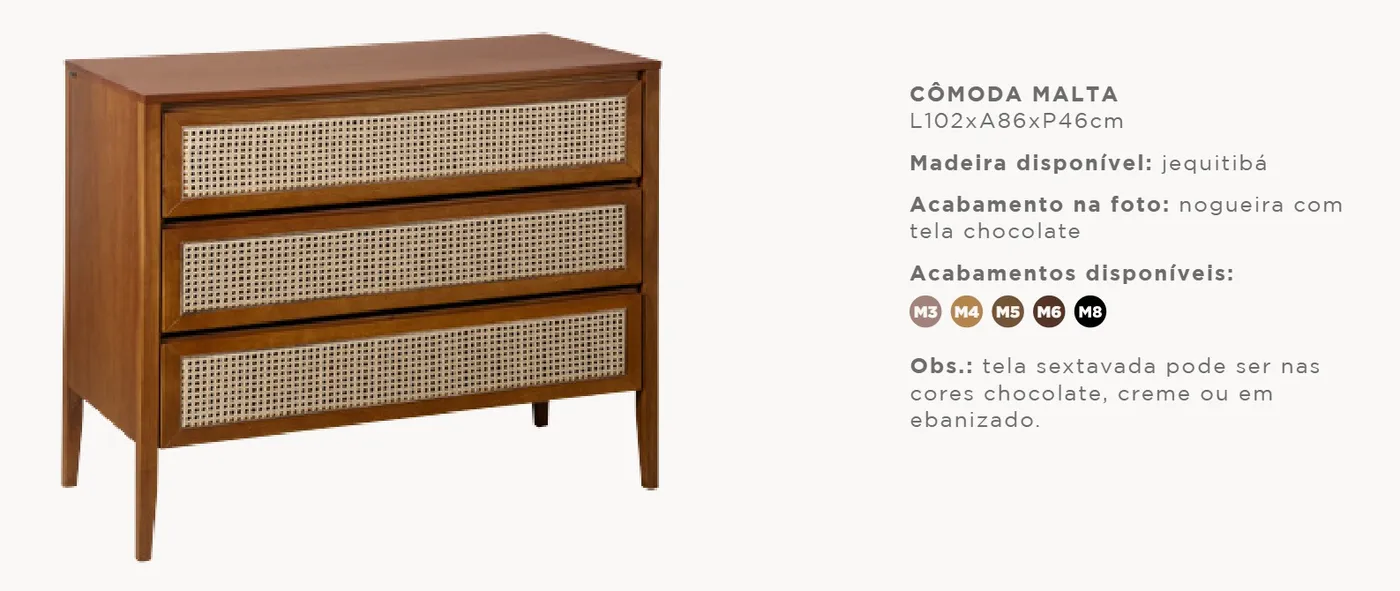 CÔMODA MALTA
L102xA86xP46cm
Madeira disponível: jequitibá
Acabamento na foto: nogueira com
tela chocolate
Acabamentos disponíveis:
M3 M4 M5 M6 M8
Obs.: tela sextavada pode ser nas
cores chocolate, creme ou em
ebanizado.